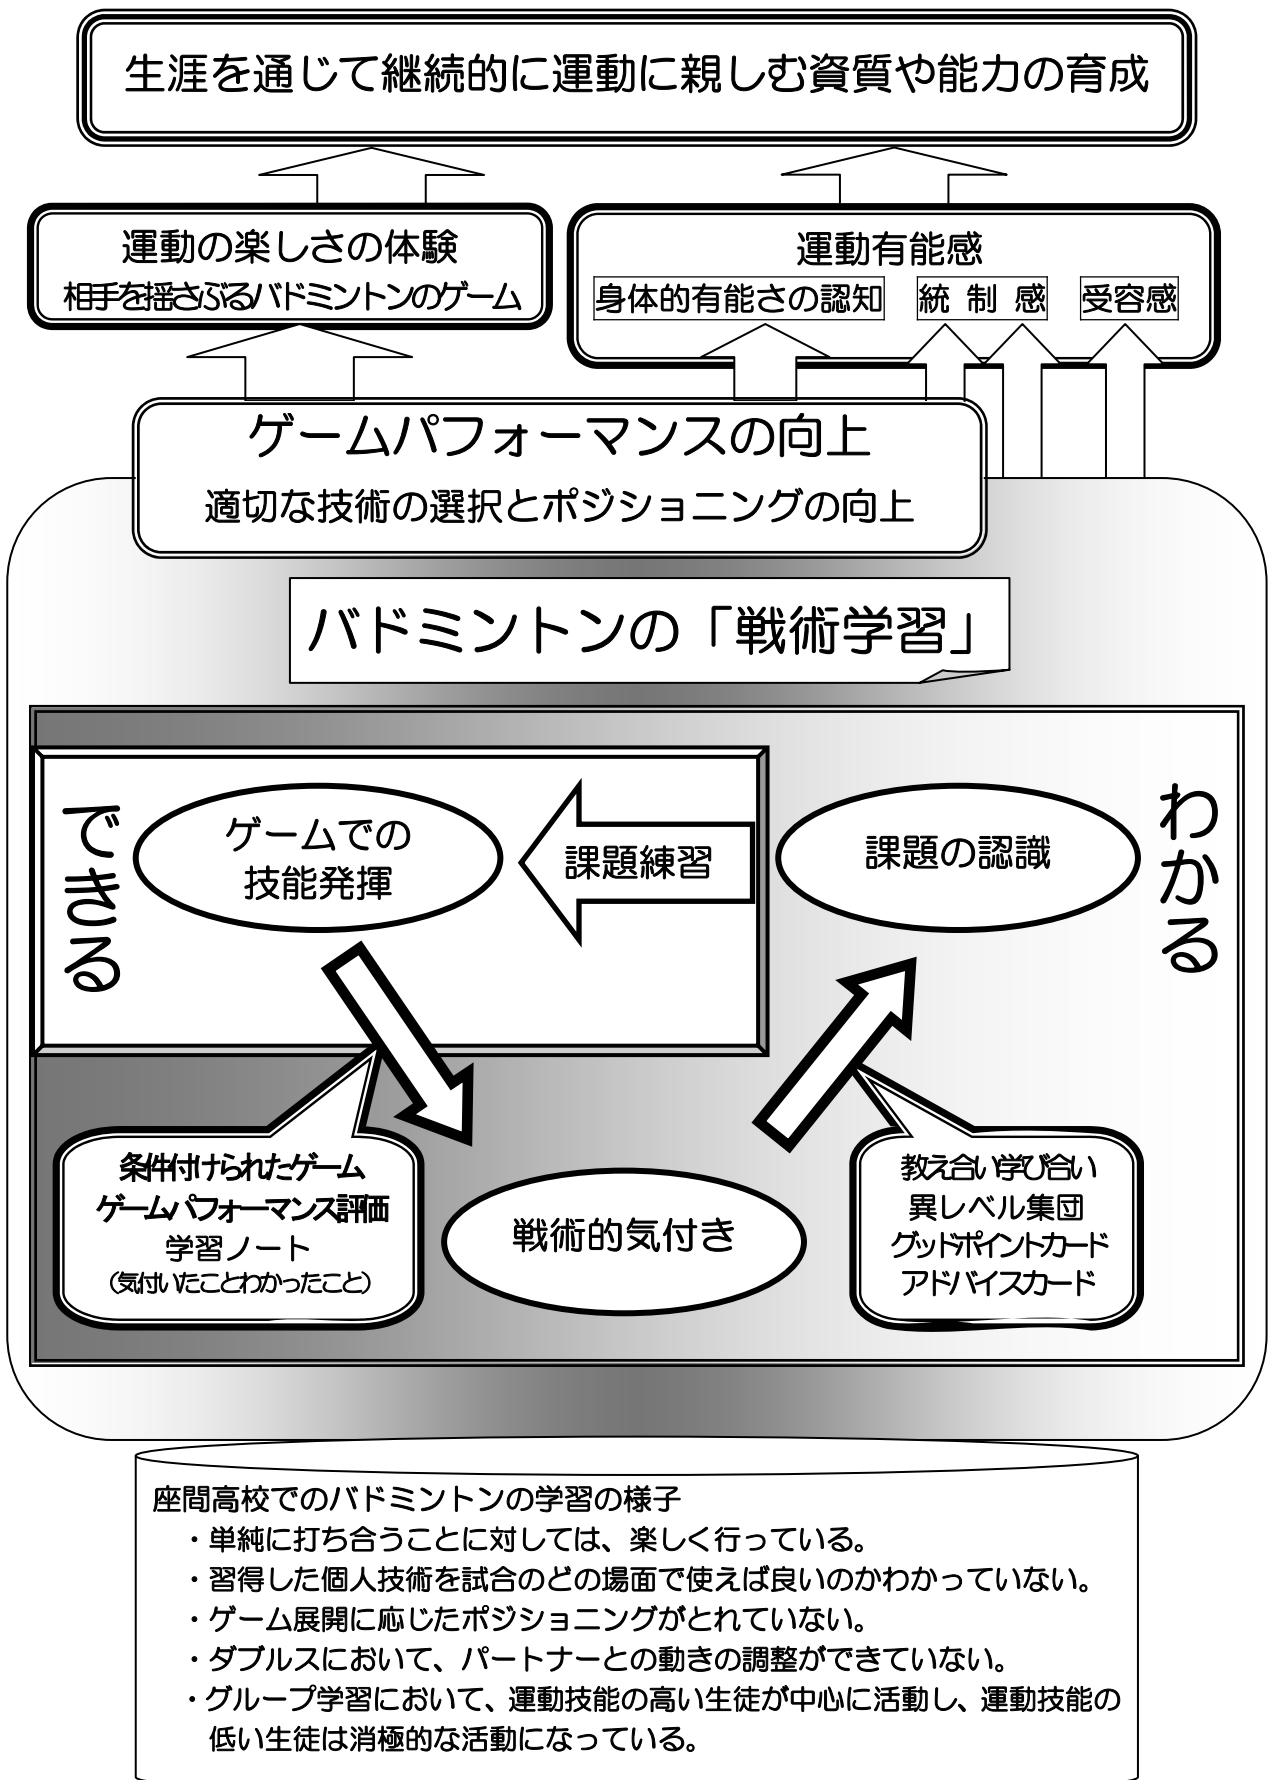 生涯を通じて継続的に運動に親しむ資質や能力の育成
運動の楽しさの体験
相手を揺さぶるバドミントンのゲーム
運動有能感
身体的有能さの認知 統 制 感 受容感
ゲームパフォーマンスの向上
適切な技術の選択とポジショニングの向上
バドミントンの「戦術学習」
できる
ゲームでの
技能発揮
課題練習
課題の認識
わかる
条件付けられたゲーム
ゲームパフォーマンス評価
学習ノート
（気付いたことわかったこと）
戦術的気付き
教え合い学び合い
異レベル集団
グッドポイントカード
アドバイスカード
座間高校でのバドミントンの学習の様子
・単純に打ち合うことに対しては、楽しく行っている。
・習得した個人技術を試合のどの場面で使えば良いのかわかっていない。
・ゲーム展開に応じたポジショニングがとれていない。
・ダブルスにおいて、パートナーとの動きの調整ができていない。
・グループ学習において、運動技能の高い生徒が中心に活動し、運動技能の
低い生徒は消極的な活動になっている。